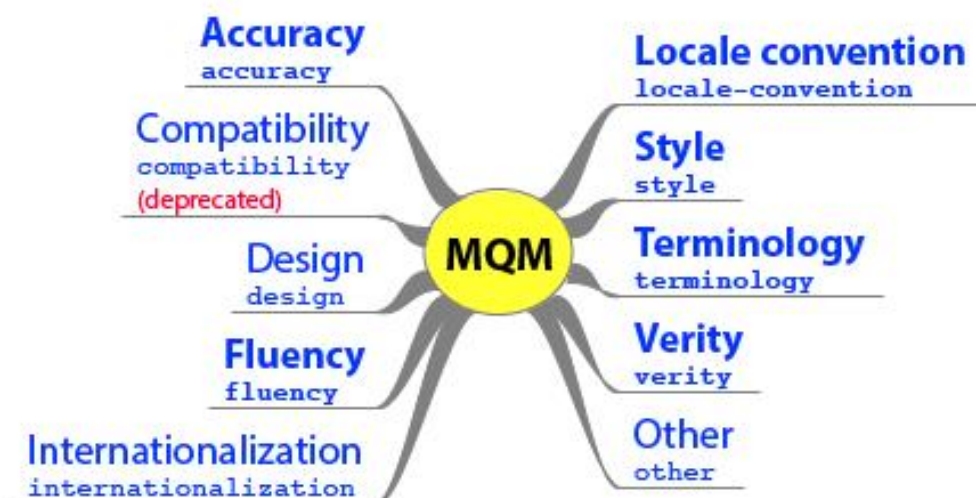 Accuracy
accuracy
Compatibility
compatibility
(deprecated)
Design
design
Fluency
fluency
Internationalization
internationalization
MQM
Locale convention
locale-convention
Style
style
Terminology
terminology
Verity
verity
Other
other